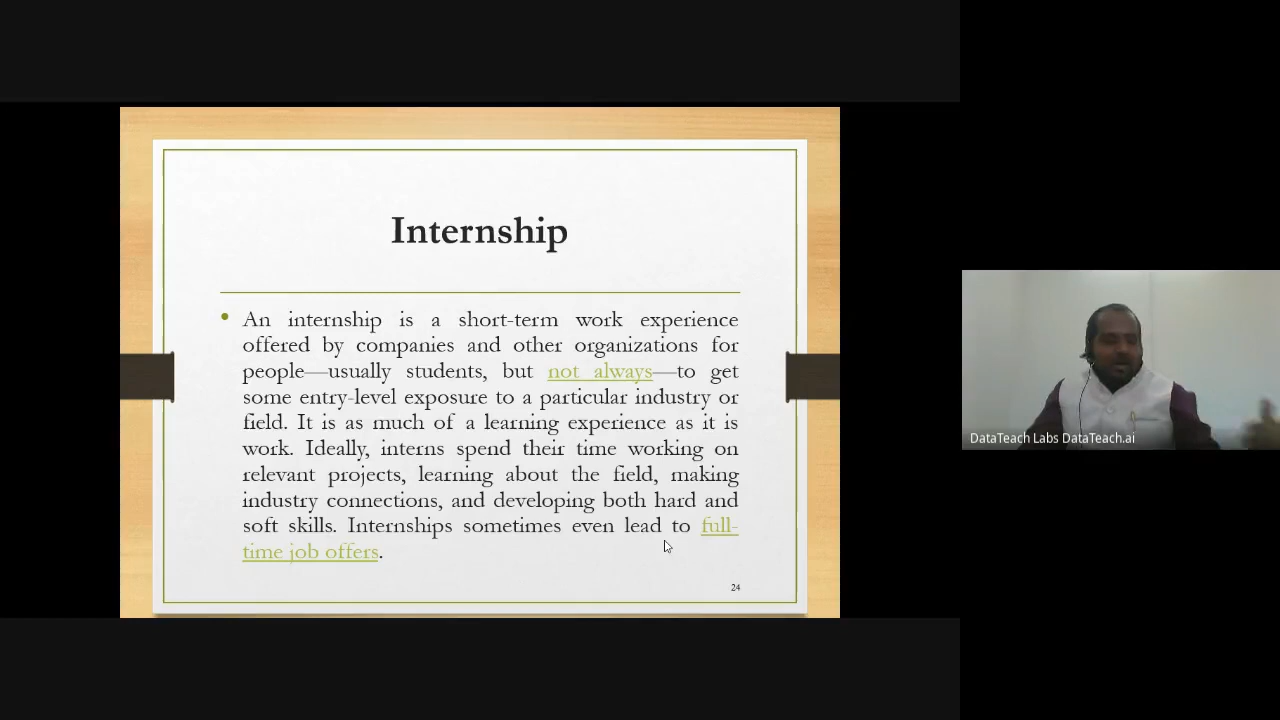 Internship
• An internship is a short-term work experience
offered by companies and other organizations for
people—usually students, but not always—to get
some entry-level exposure to a particular industry or
field. It is as much of a learning experience as it is
work. Ideally, interns spend their time working on
relevant projects, learning about the field, making
industry connections, and developing both hard and
soft skills. Internships sometimes even lead to full-
time job offers.
24
DataTeach Labs DataTeach.ai